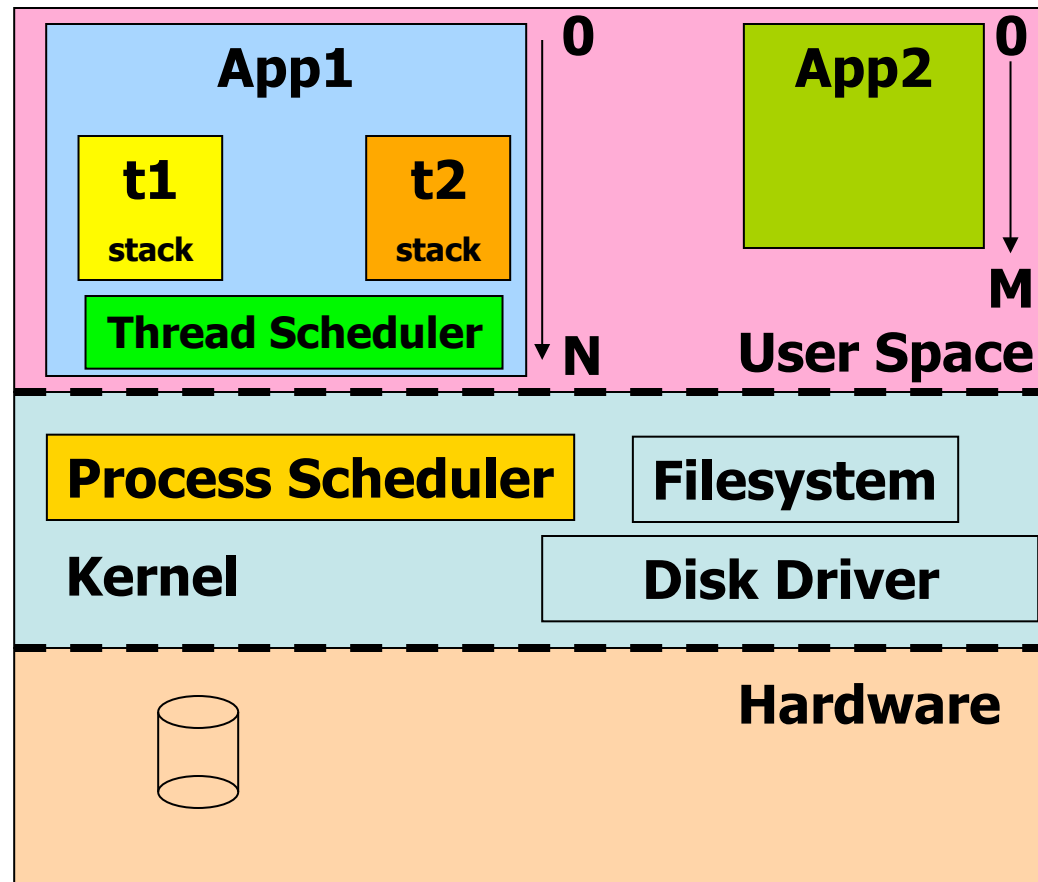 App1
0
App2
0
t1
stack
t2
stack
Thread Scheduler
N
M
User Space
Process Scheduler
Filesystem
Kernel
Disk Driver
Hardware